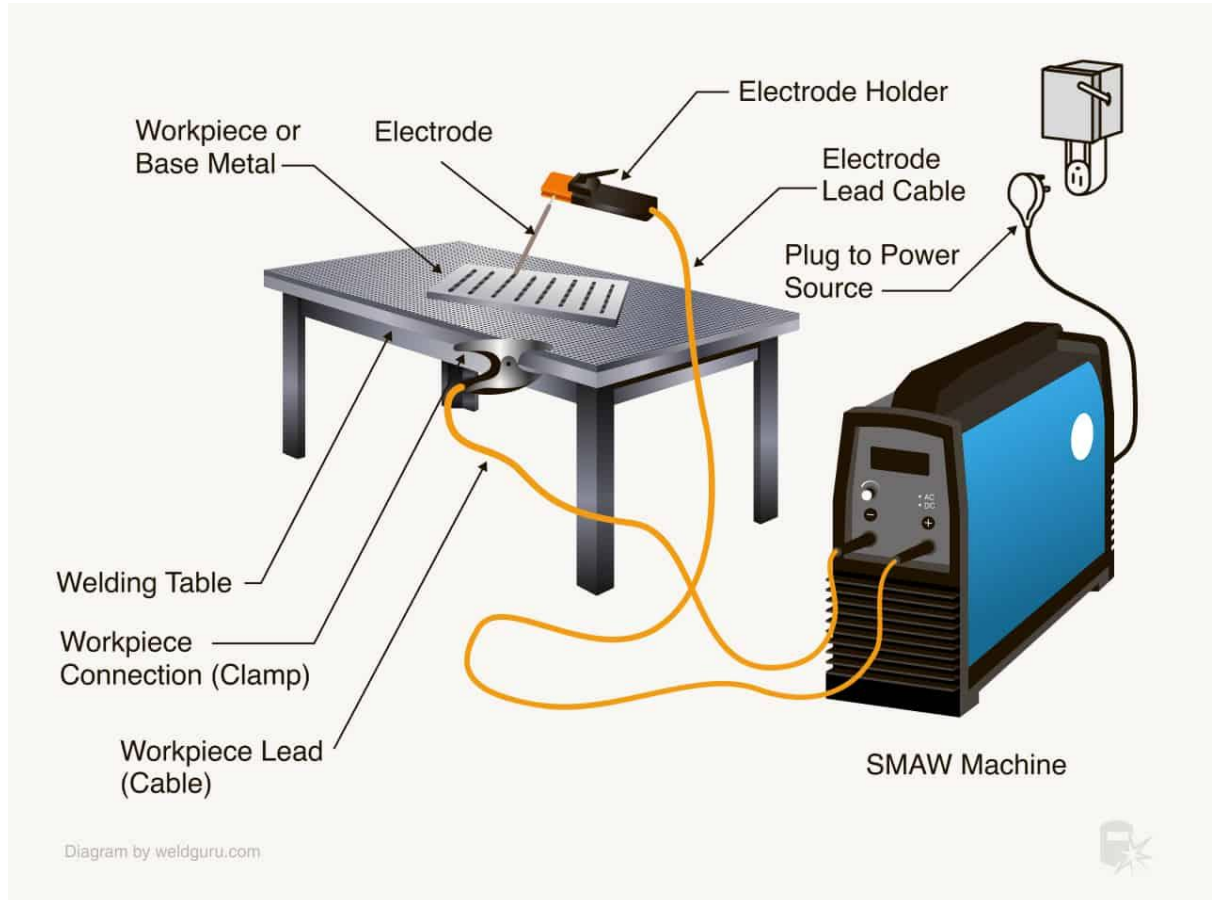 Electrode Holder
Workpiece or
Base Metal
Electrode
Electrode
Lead Cable
Plug to Power
Source
AC
DC
Welding Table
Workpiece
Connection (Clamp)
Workpiece Lead
(Cable)
SMAW Machine
Diagram by weldguru.com